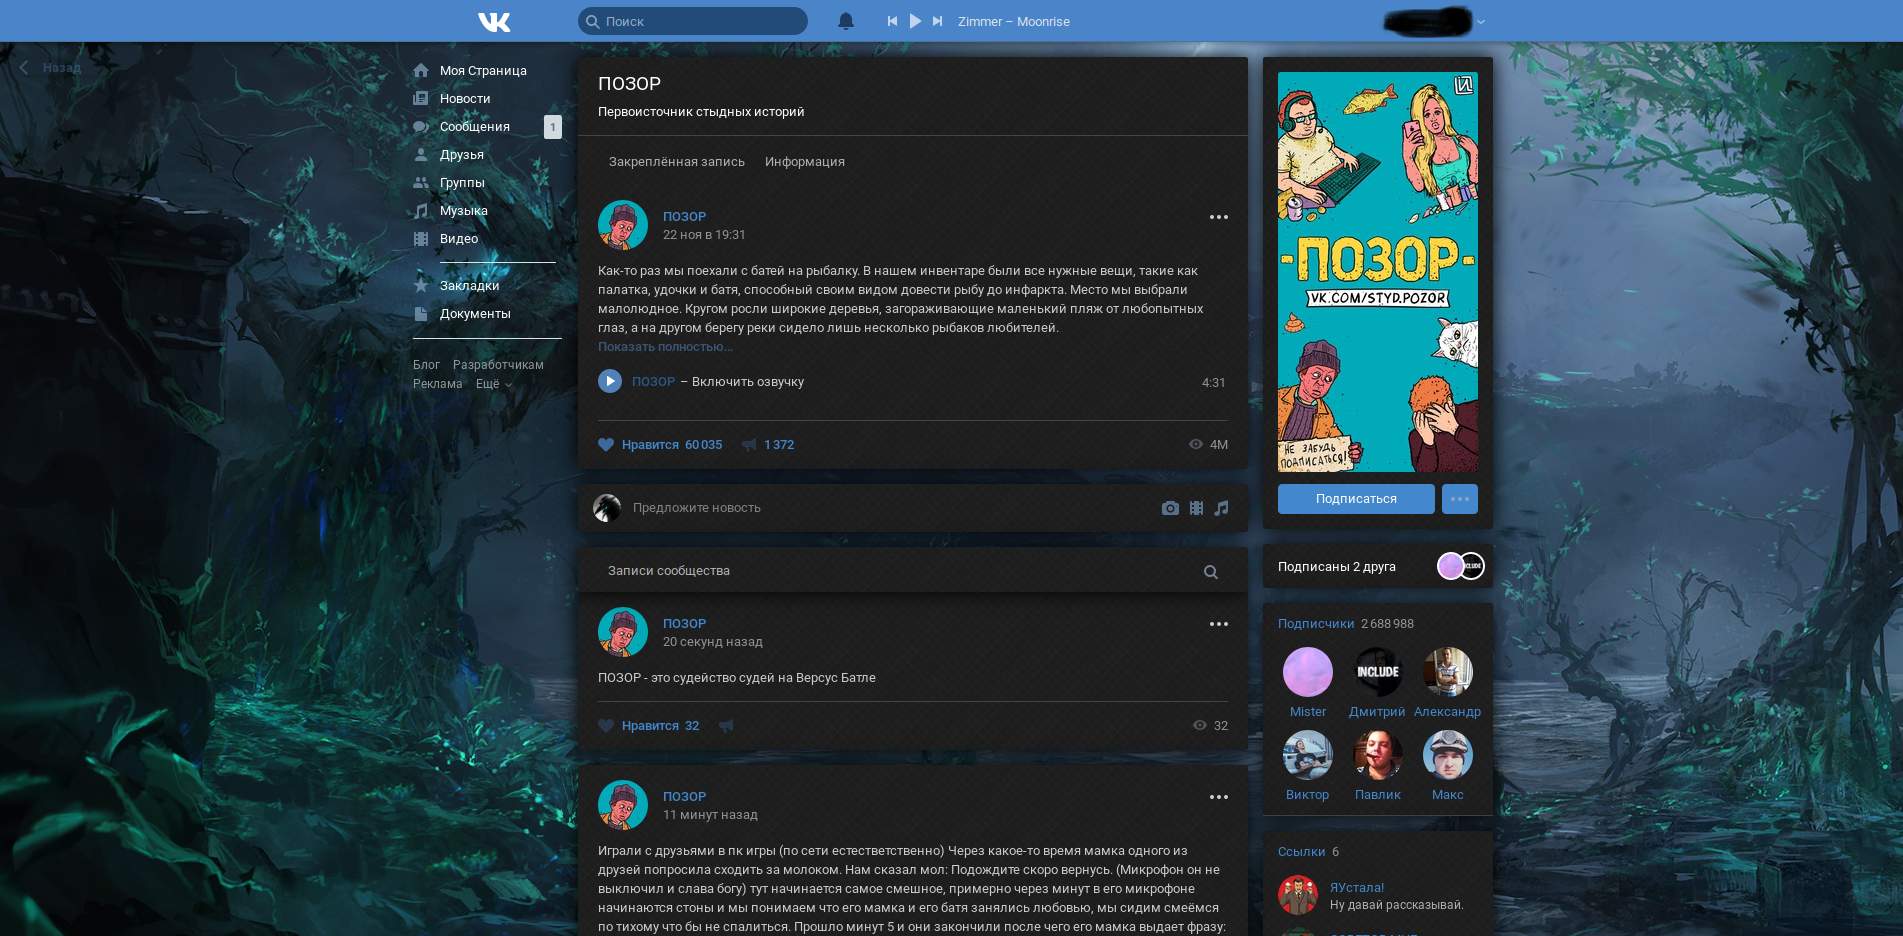 Поиск
Zimmer – Moonrise
Назад
Моя Страница
Новости
Сообщения 1
Друзья
Группы
Музыка
Видео
Закладки
Документы
Блог Разработчикам
Реклама Ещё
ПОЗОР
Первоисточник стыдных историй
Закреплённая запись Информация
ПОЗОР
22 ноя в 19:31
Как-то раз мы поехали с батей на рыбалку. В нашем инвентаре были все нужные вещи, такие как
палатка, удочки и батя, способный своим видом довести рыбу до инфаркта. Место мы выбрали
малолюдное. Кругом росли широкие деревья, загораживающие маленький пляж от любопытных
глаз, а на другом берегу реки сидело лишь несколько рыбаков любителей.
Показать полностью…
ПОЗОР – Включить озвучку 4:31
Нравится 60 035 1 372 4М
Предложите новость
Записи сообщества
ПОЗОР
20 секунд назад
ПОЗОР - это судейство судей на Версус Батле
Нравится 32 32
ПОЗОР
11 минут назад
Играли с друзьями в пк игры (по сети естестветственно) Через какое-то время мамка одного из
друзей попросила сходить за молоком. Нам сказал мол: Подождите скоро вернусь. (Микрофон он не
выключил и слава богу) тут начинается самое смешное, примерно через минут в его микрофоне
начинаются стоны и мы понимаем что его мамка и его батя занялись любовью, мы сидим смеёмся
по тихому что бы не спалиться. Прошло минут 5 и они закончили после чего его мамка выдает фразу:
-ПОЗОР-
VK.COM/STYD.POZOR
НЕ ЗАБУДЬ
ПОДПИСАТЬСЯ!
Подписаться
Подписаны 2 друга
Подписчики 2 688 988
INCLUDE
Mister Дмитрий Александр
Виктор Павлик Макс
Ссылки 6
ЯУстала!
Ну давай рассказывай.